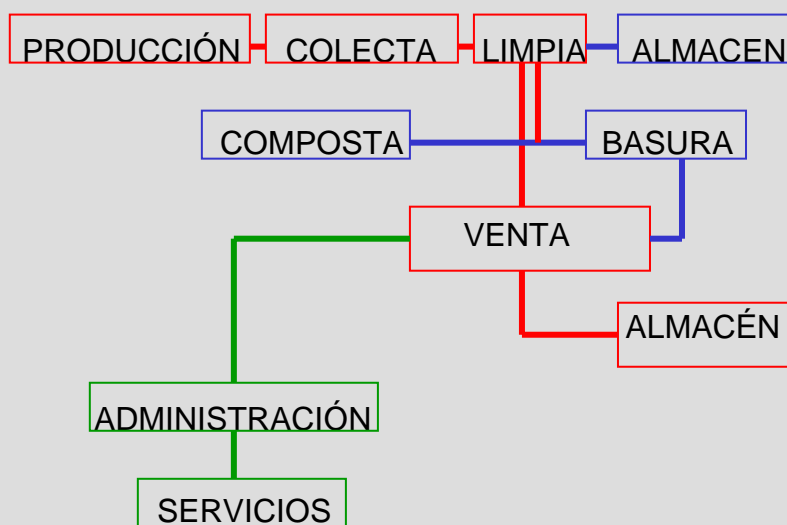 PRODUCCIÓN COLECTA LIMPIA ALMACEN
COMPOSTA BASURA
VENTA
ALMACÉN
ADMINISTRACIÓN
SERVICIOS